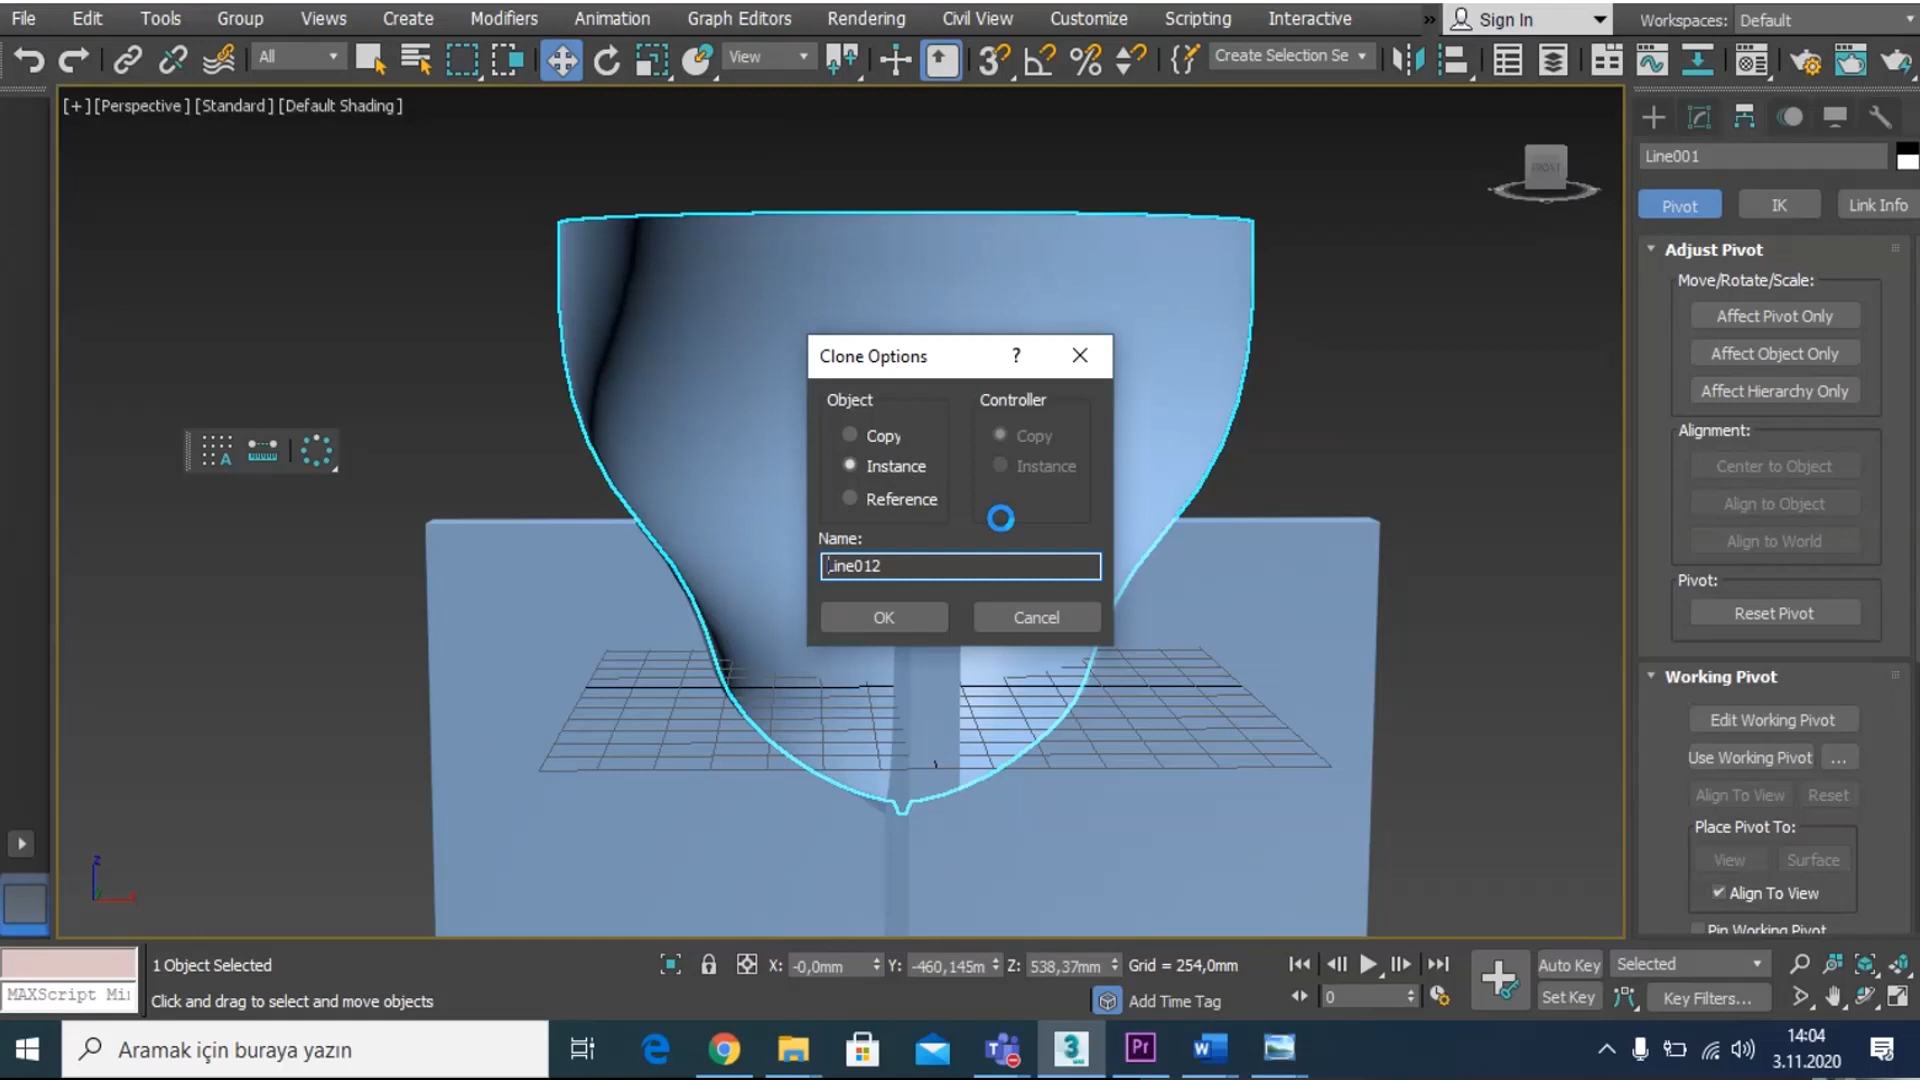 File Edit Tools Group Views Create Modifiers Animation Graph Editors Rendering Civil View Customize Scripting Interactive » Sign In Workspaces: Default
All View 3 Create Selection Se
[+] [Perspective ] [Standard ] [Default Shading ]
FRONT
Line001
Pivot IK Link Info
Adjust Pivot
Move/Rotate/Scale:
Affect Pivot Only
Affect Object Only
Affect Hierarchy Only
Alignment:
Center to Object
Align to Object
Align to World
Pivot:
Reset Pivot
Working Pivot
Edit Working Pivot
Use Working Pivot ...
Align To View Reset
Place Pivot To:
View Surface
Align To View
Pin Working Pivot
Clone Options ?
Object Controller
Copy Copy
Instance Instance
Reference
Name:
Line012
OK Cancel
A
z
1 Object Selected X: -0,0mm Y: -460,145m Z: 538,37mm Grid = 254,0mm Auto Key Selected
MAXScript Mi Click and drag to select and move objects Add Time Tag 0 Set Key Key Filters...
Aramak için buraya yazın 3 Pr W 14:04
3.11.2020